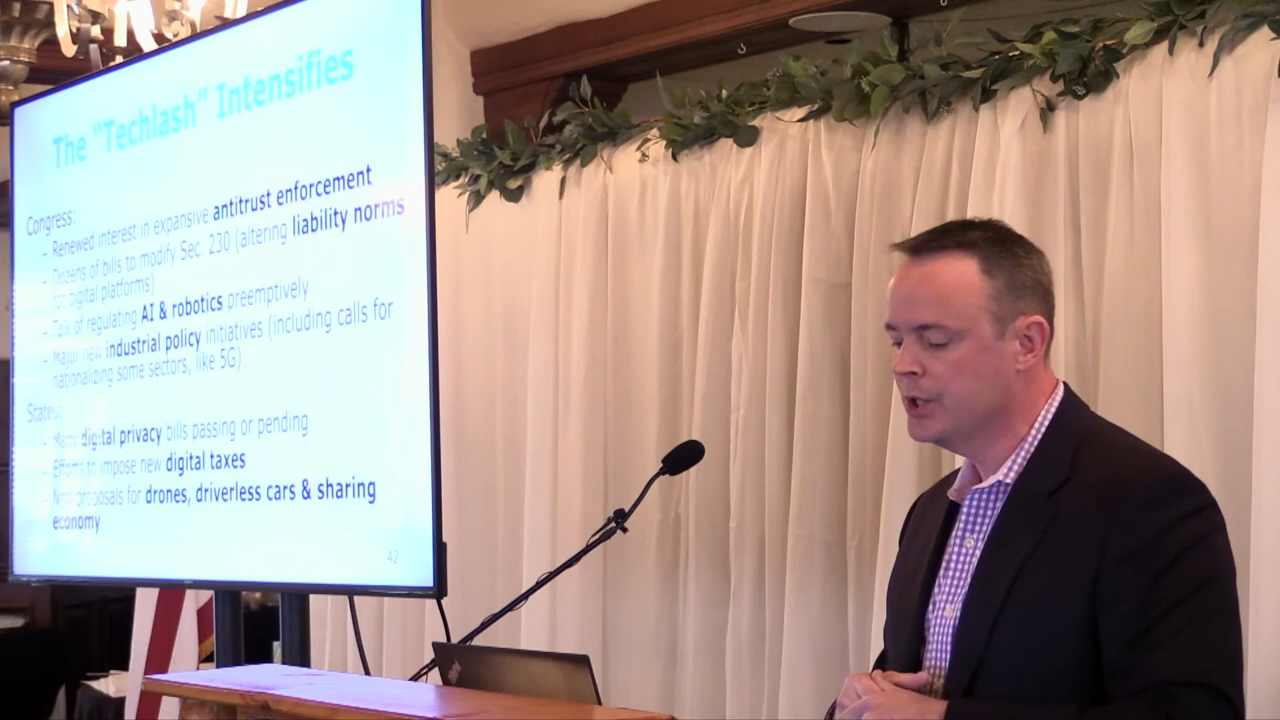 The "Techlash" Intensifies
Congress:
– Renewed interest in expansive antitrust enforcement
– Dozens of bills to modify Sec. 230 (altering liability norms
for digital platforms)
– Talk of regulating AI & robotics preemptively
– Major new industrial policy initiatives (including calls for
nationalizing some sectors, like 5G)
States:
– Many digital privacy bills passing or pending
– Efforts to impose new digital taxes
– New proposals for drones, driverless cars & sharing
economy
42